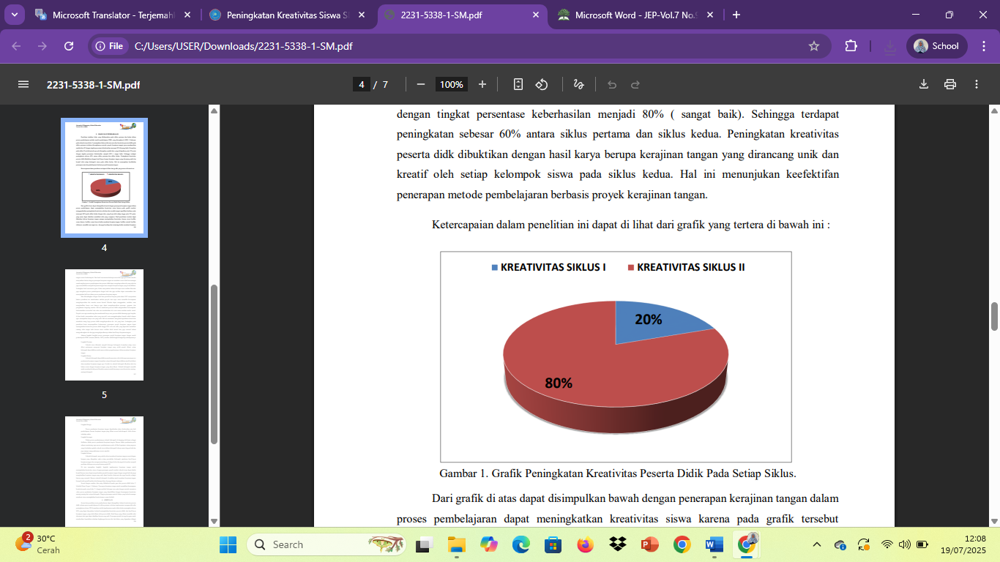 Microsoft Translator - Terjemah
Peningkatan Kreativitas Siswa S
2231-5338-1-SM.pdf
Microsoft Word - JEP-Vol.7 No.
File
C:/Users/USER/Downloads/2231-5338-1-SM.pdf
School
2231-5338-1-SM.pdf
4 / 7
100%
dengan tingkat persentase keberhasilan menjadi 80% ( sangat baik). Sehingga terdapat
peningkatan sebesar 60% antara siklus pertama dan siklus kedua. Peningkatan kreativitas
peserta didk dibuktikan dengan hasil karya berupa kerajinan tangan yang dirancang unik dan
kreatif oleh setiap kelompok siswa pada siklus kedua. Hal ini menunjukan keefektifan
penerapan metode pembelajaran berbasis proyek kerajinan tangan.
Ketercapaian dalam penelitian ini dapat di lihat dari grafik yang tertera di bawah ini :
KREATIVITAS SIKLUS I
KREATIVITAS SIKLUS II
20%
80%
Gambar 1. Grafik Peningkatan Kreativitas Peserta Didik Pada Setiap Siklus.
Dari grafik di atas dapat disimpulkan bawah dengan penerapan kerajinan tangan dalam
proses pembelajaran dapat meningkatkan kreativitas siswa karena pada grafik tersebut
4
5
2
30°C
Cerah
Search
12:08
19/07/2025